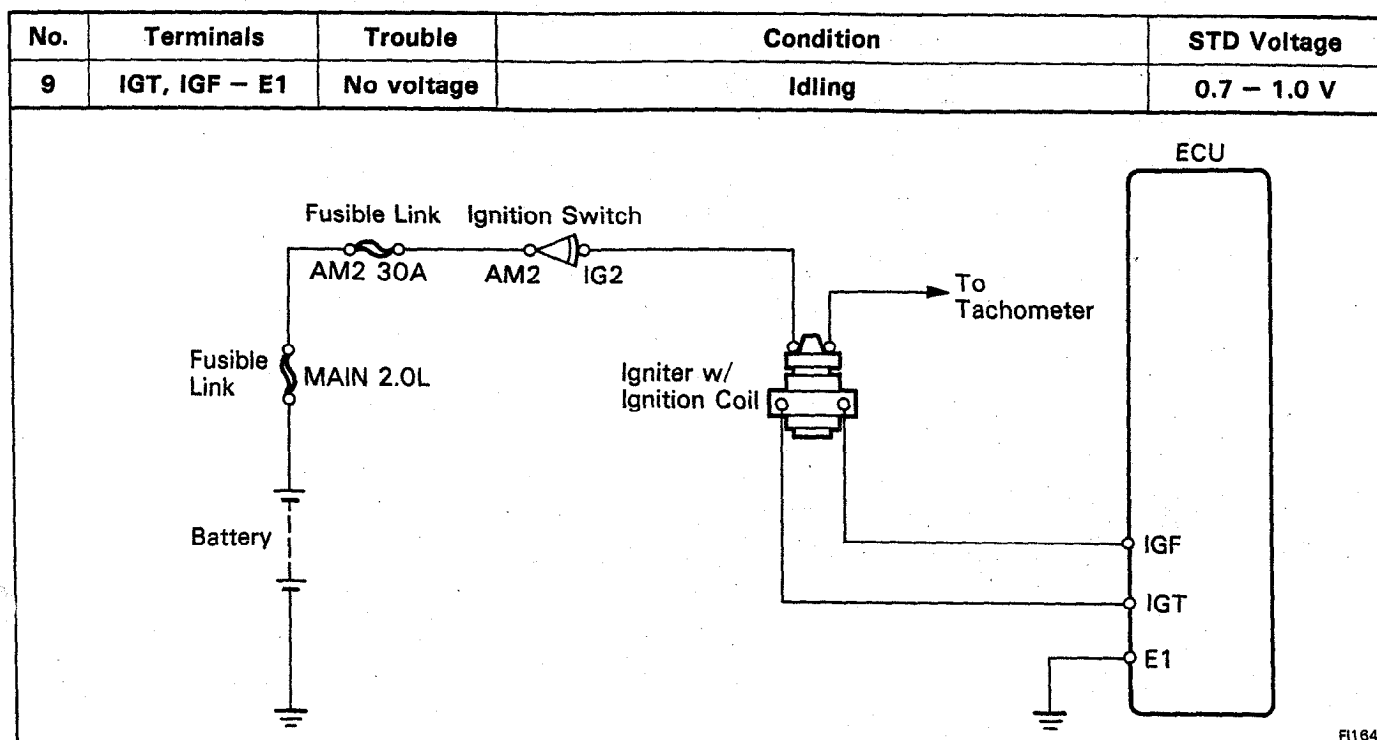 No. Terminals Trouble Condition STD Voltage
9 IGT, IGF — E1 No voltage Idling 0.7 — 1.0 V
ECU
Fusible Link Ignition Switch
AM2 30A AM2 IG2
To
Tachometer
Fusible
Link
MAIN 2.0L
Igniter w/
Ignition Coil
Battery
IGF
IGT
E1
FI164